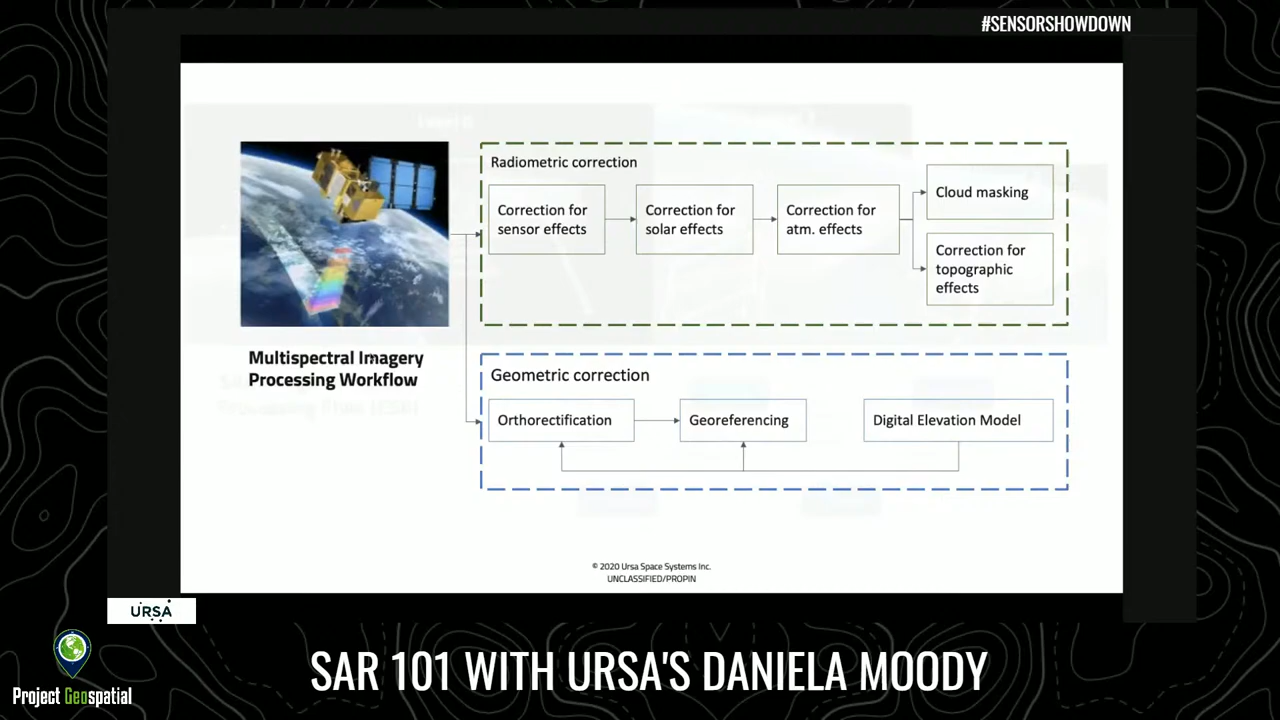 #SENSORSHOWDOWN
Radiometric correction
Correction for
sensor effects
Correction for
solar effects
Correction for
atm. effects
Cloud masking
Correction for
topographic
effects
Multispectral Imagery
Processing Workflow
Geometric correction
Orthorectification
Georeferencing
Digital Elevation Model
© 2020 Ursa Space Systems Inc.
UNCLASSIFIED/PROPIN
URSA
SAR 101 WITH URSA'S DANIELA MOODY
Project Geospatial